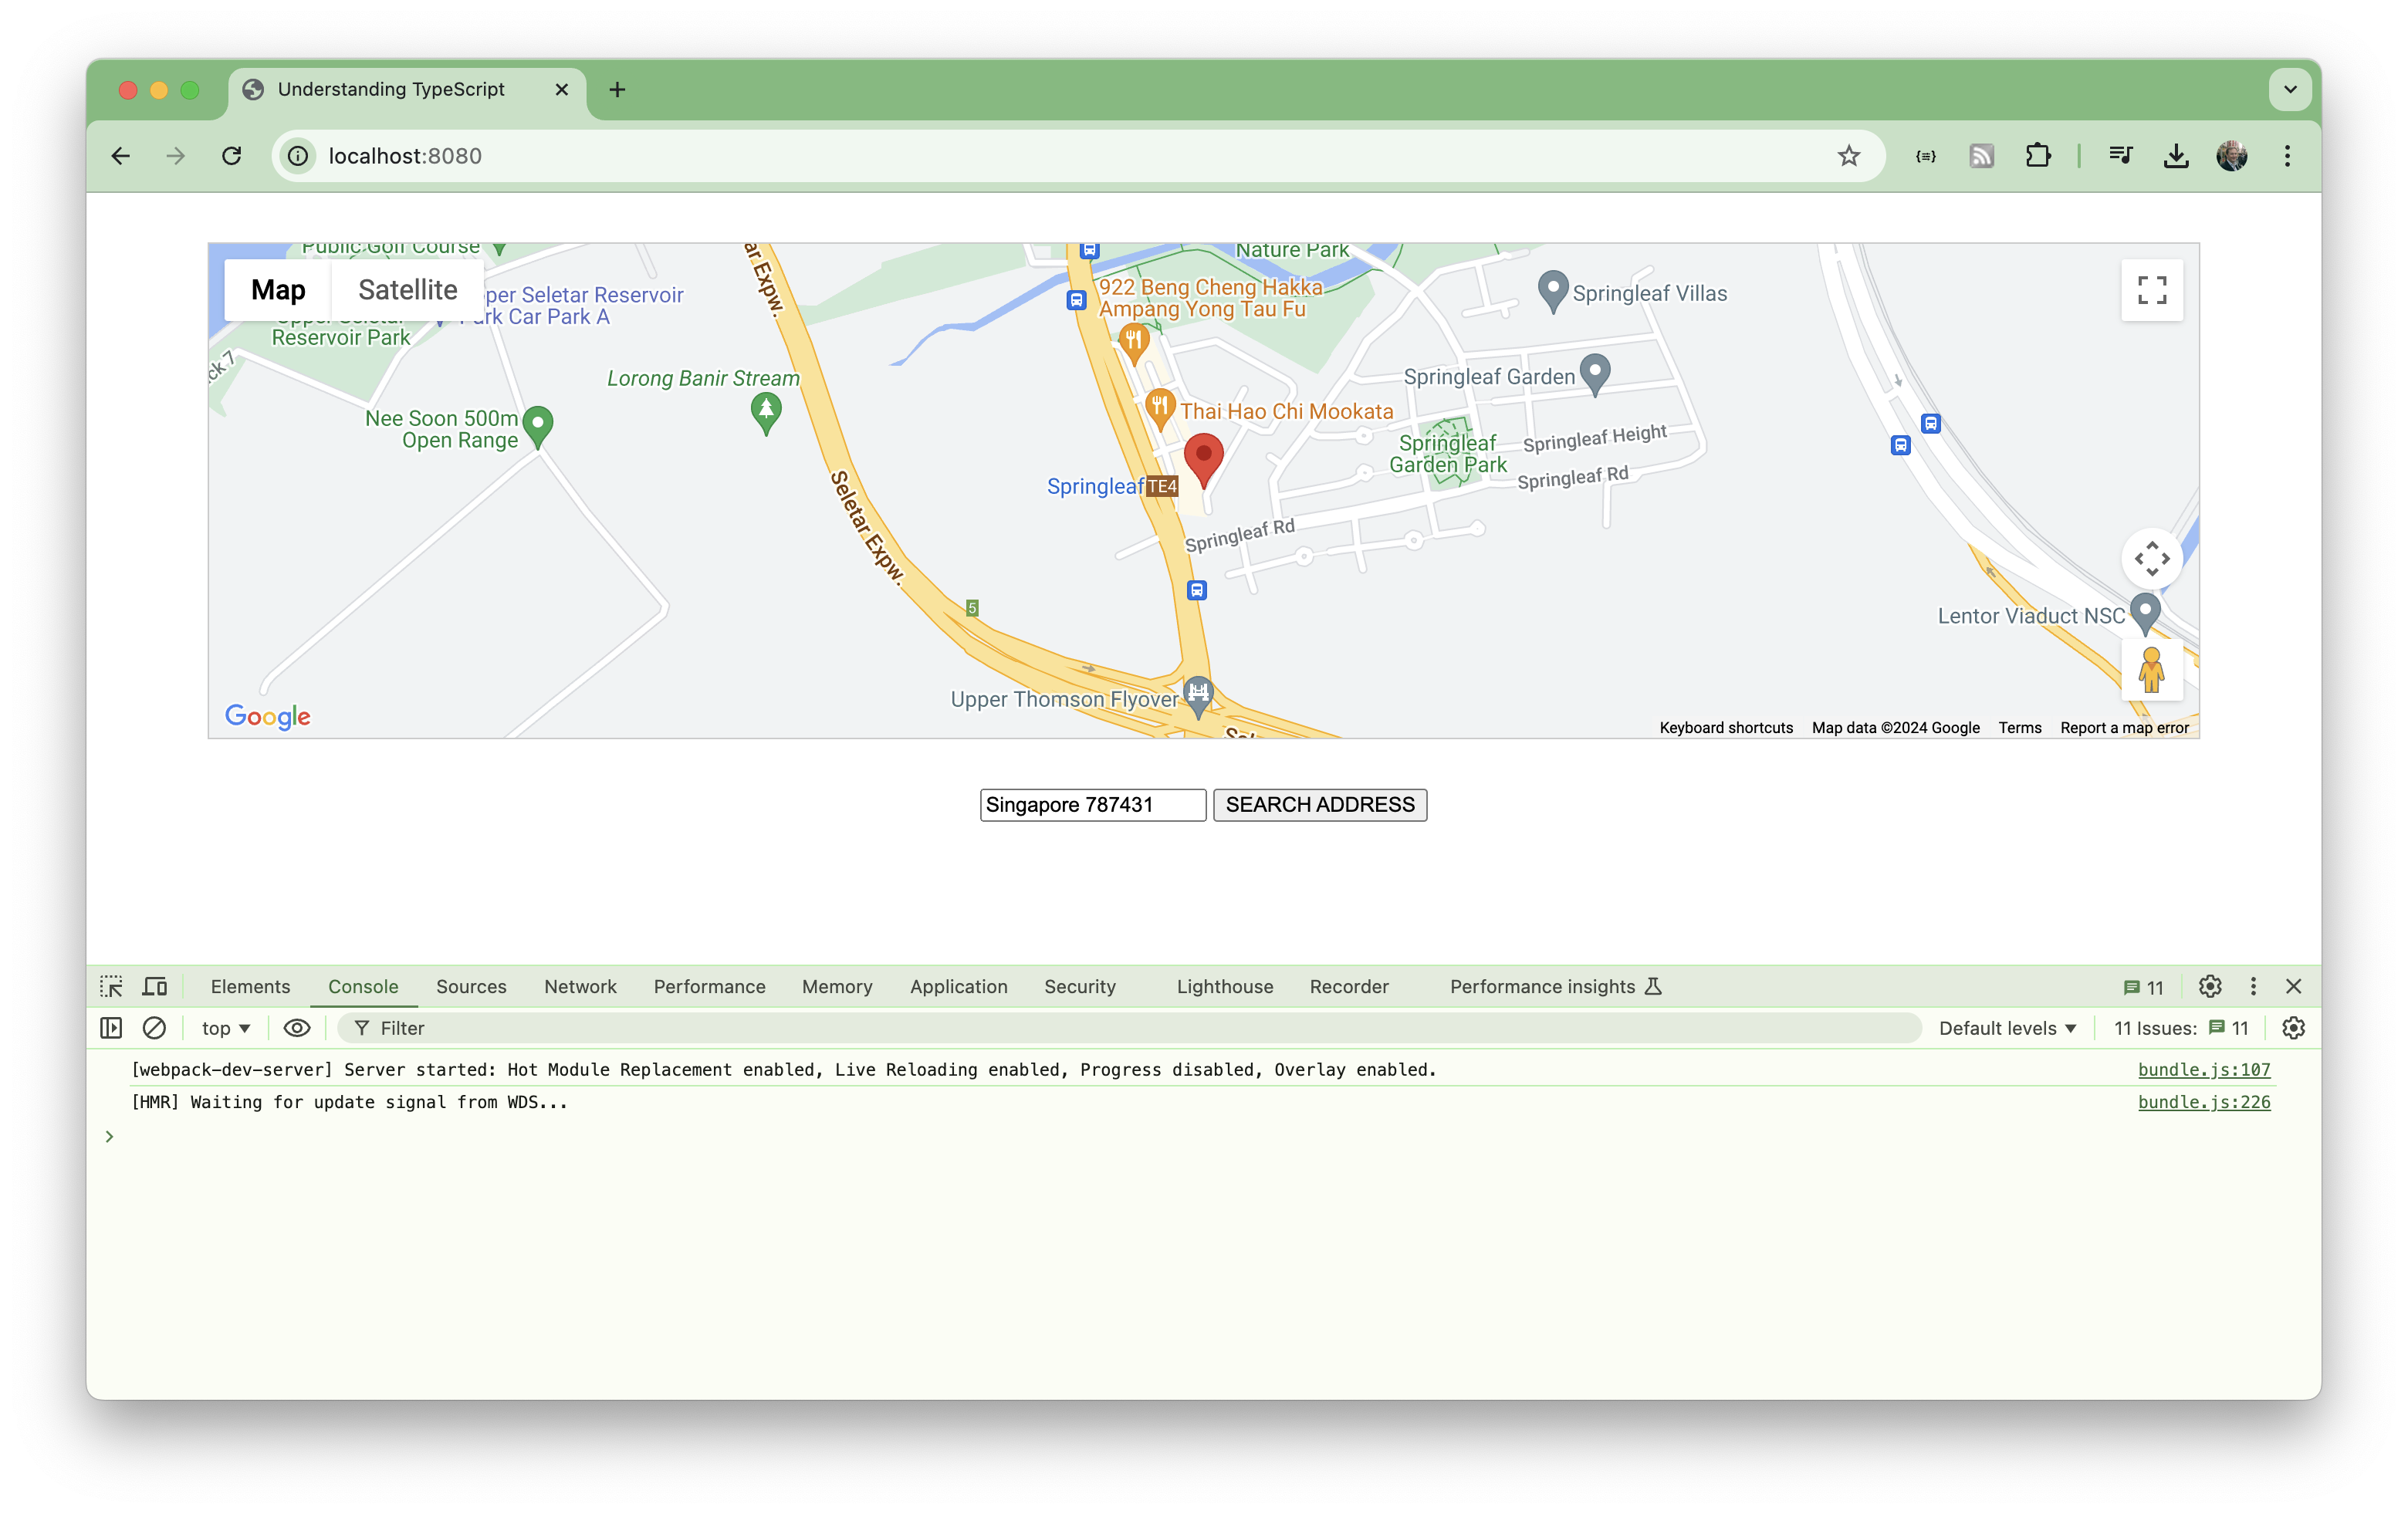 Understanding TypeScript
localhost:8080
Public Golf Course
Nature Park
ar Expw.
Map
Satellite
922 Beng Cheng Hakka
Ampang Yong Tau Fu
Springleaf Villas
per Seletar Reservoir
Park Car Park A
Upper Seletar
Reservoir Park
ck 7
Lorong Banir Stream
Springleaf Garden
Nee Soon 500m
Open Range
Thai Hao Chi Mookata
Springleaf
Garden Park
Springleaf Height
Springleaf Rd
Springleaf TE4
Seletar Expw.
Springleaf Rd
5
Lentor Viaduct NSC
Upper Thomson Flyover
Google
Sel
Keyboard shortcuts
Map data ©2024 Google
Terms
Report a map error
Singapore 787431
SEARCH ADDRESS
Elements
Console
Sources
Network
Performance
Memory
Application
Security
Lighthouse
Recorder
Performance insights
11
top
Filter
Default levels
11 Issues:
11
[webpack-dev-server] Server started: Hot Module Replacement enabled, Live Reloading enabled, Progress disabled, Overlay enabled.
bundle.js:107
[HMR] Waiting for update signal from WDS...
bundle.js:226